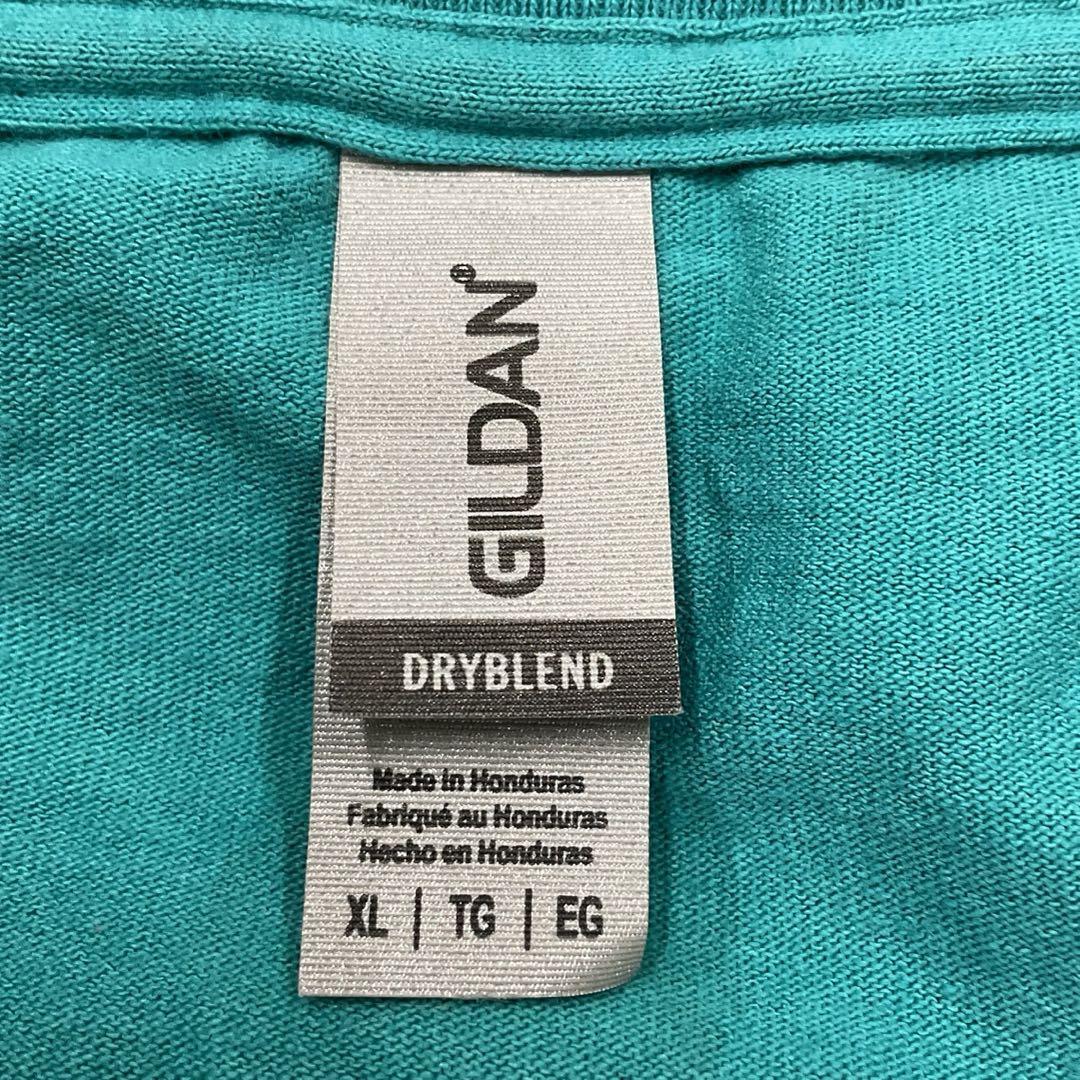 GILDAN®
DRYBLEND
Made in Honduras
Fabriqué au Honduras
Hecho en Honduras
XL | TG | EG